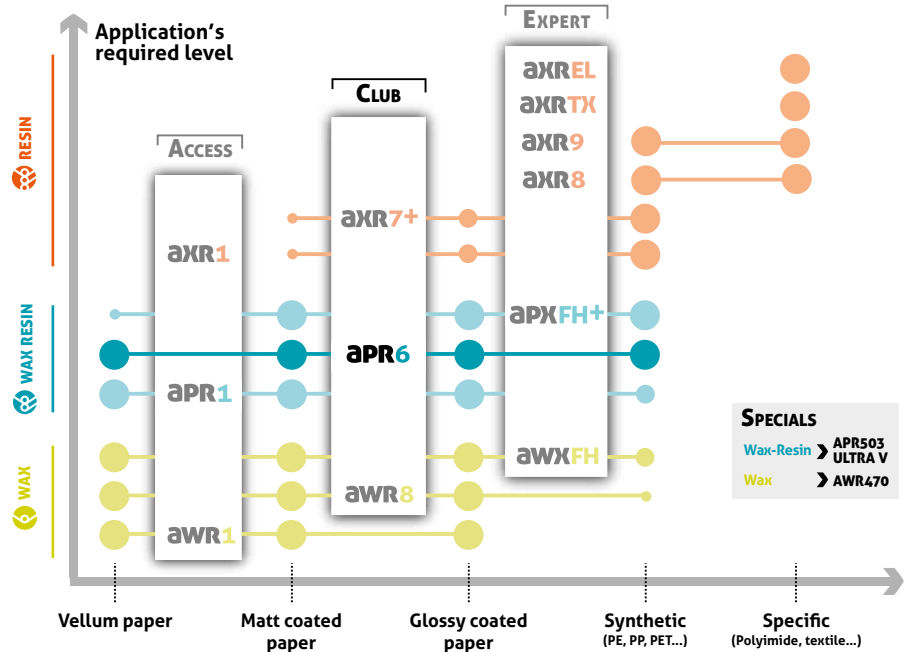 Application's
required level
EXPERT
CLUB
ACCESS
RESIN
WAX RESIN
WAX
axREL
axRTX
axR9
axR8
axR7+
axR1
apxFH+
apR6
apR1
awxFH
awR8
awR1
SPECIALS
Wax-Resin APR503
ULTRA V
Wax AWR470
Vellum paper
Matt coated
paper
Glossy coated
paper
Synthetic
(PE, PP, PET...)
Specific
(Polyimide, textile...)